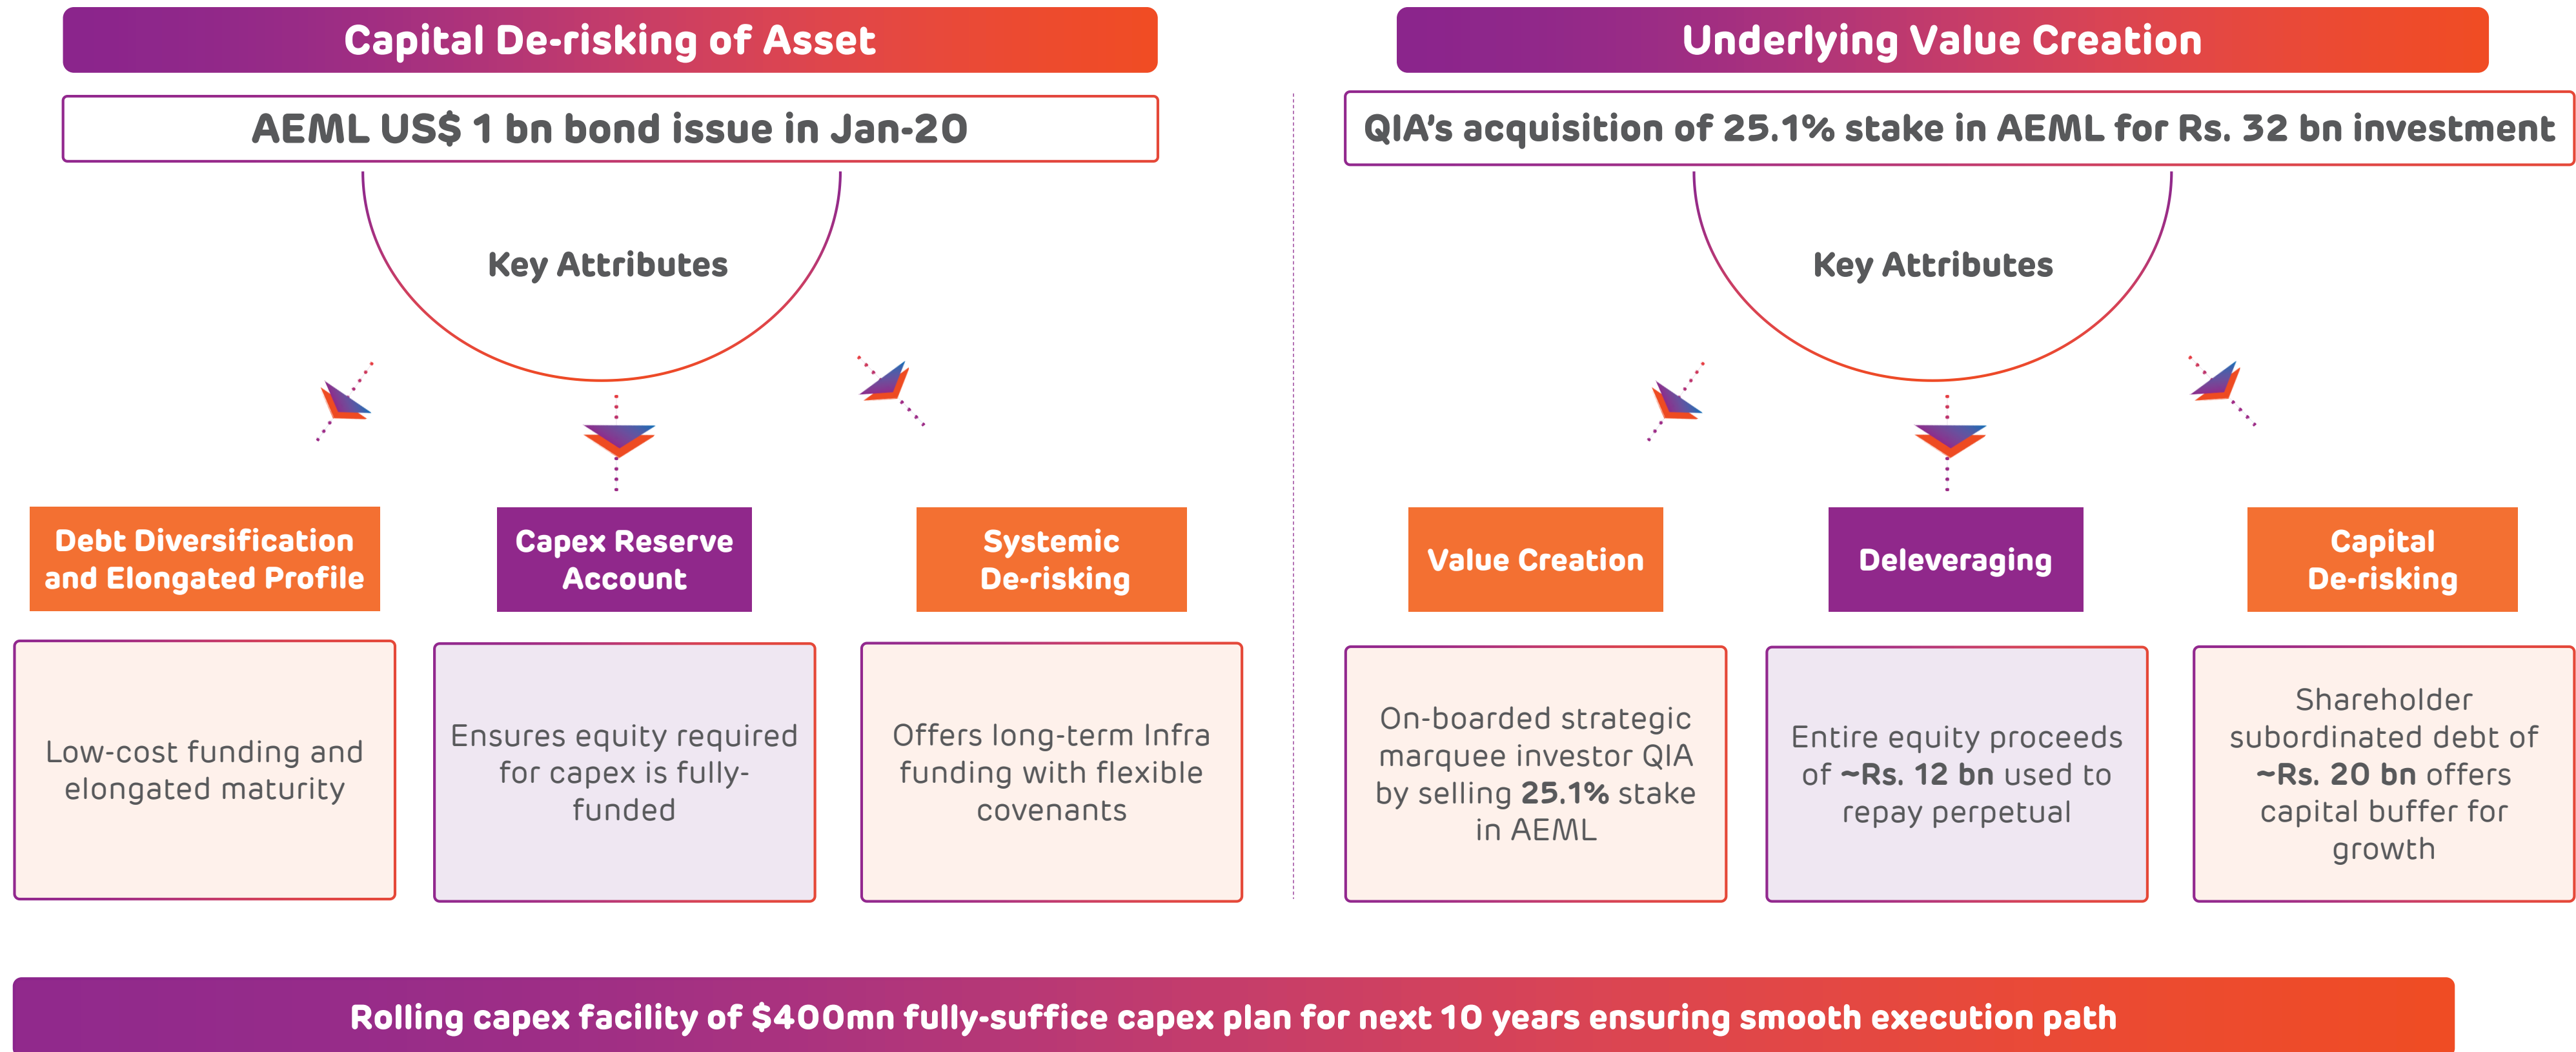 Capital De-risking of Asset
AEML US$ 1 bn bond issue in Jan-20
Key Attributes
Debt Diversification
and Elongated Profile
Low-cost funding and
elongated maturity
Capex Reserve
Account
Ensures equity required
for capex is fully-
funded
Systemic
De-risking
Offers long-term Infra
funding with flexible
covenants
Underlying Value Creation
QIA's acquisition of 25.1% stake in AEML for Rs. 32 bn investment
Key Attributes
Value Creation
On-boarded strategic
marquee investor QIA
by selling 25.1% stake
in AEML
Deleveraging
Entire equity proceeds
of ~Rs. 12 bn used to
repay perpetual
Capital
De-risking
Shareholder
subordinated debt of
~Rs. 20 bn offers
capital buffer for
growth
Rolling capex facility of $400mn fully-suffice capex plan for next 10 years ensuring smooth execution path